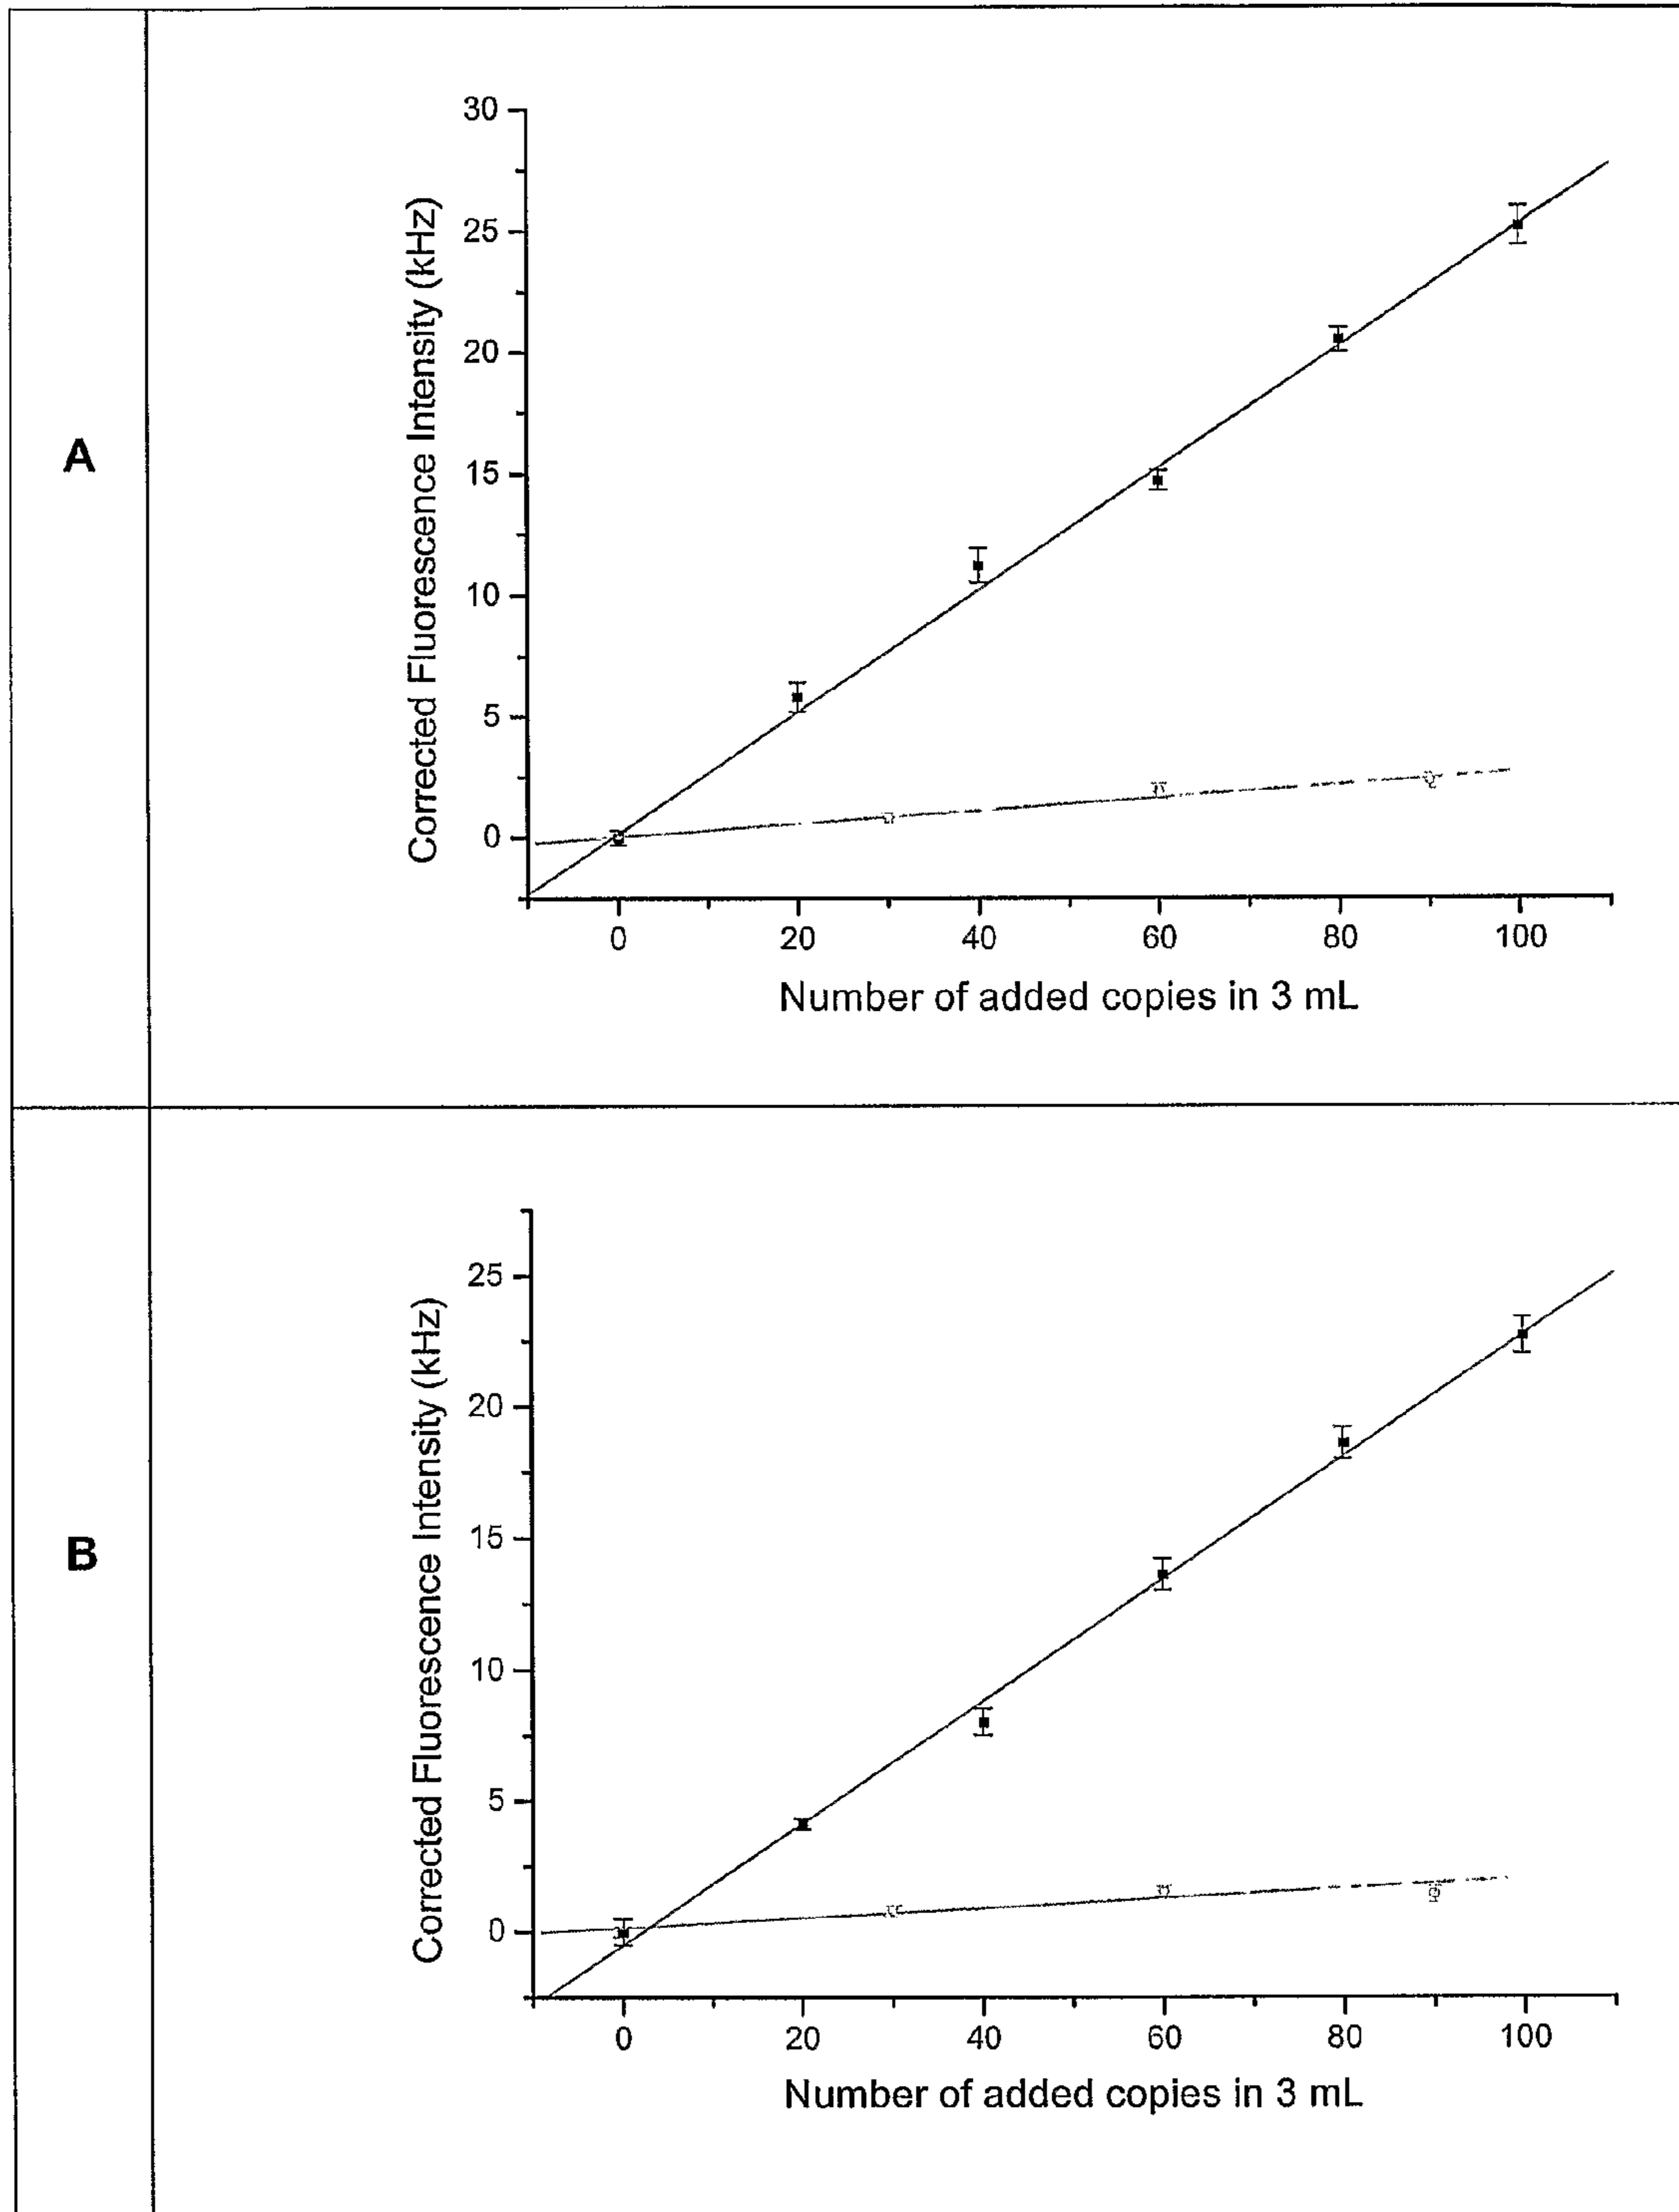 A
Corrected Fluorescence Intensity (kHz)
30
25
20
15
10
5
0
0 20 40 60 80 100
Number of added copies in 3 mL
B
Corrected Fluorescence Intensity (kHz)
25
20
15
10
5
0
0 20 40 60 80 100
Number of added copies in 3 mL